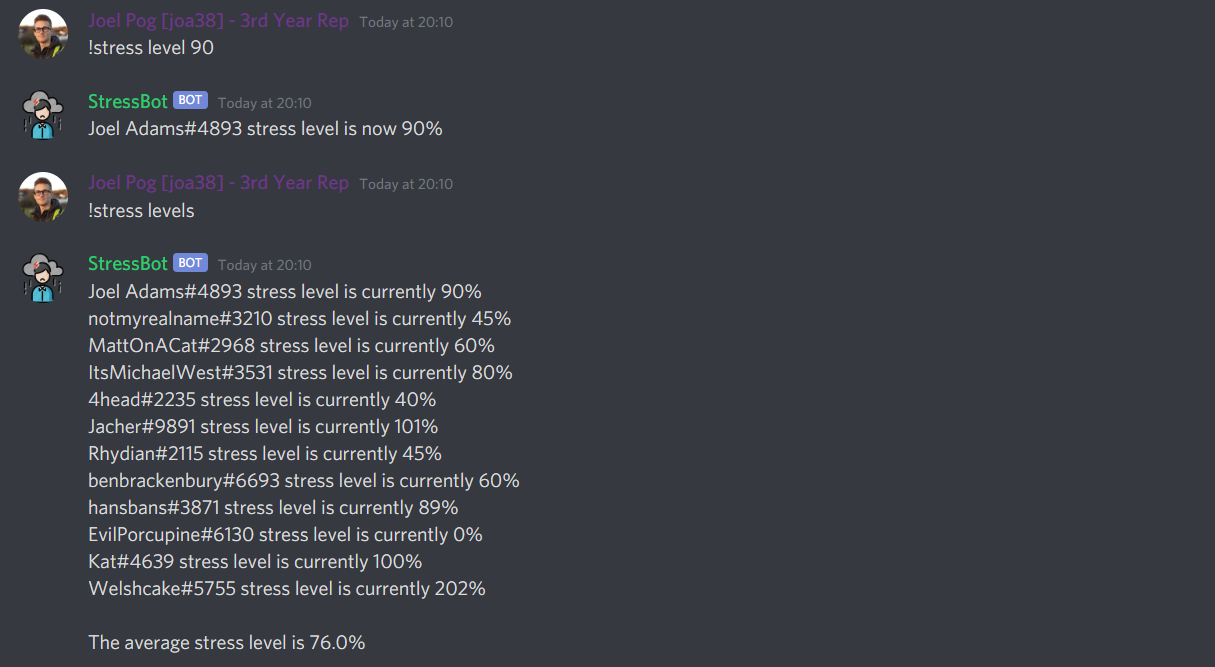 Joel Pog [joa38] - 3rd Year Rep Today at 20:10
!stress level 90
StressBot BOT Today at 20:10
Joel Adams#4893 stress level is now 90%
Joel Pog [joa38] - 3rd Year Rep Today at 20:10
!stress levels
StressBot BOT Today at 20:10
Joel Adams#4893 stress level is currently 90%
notmyrealname#3210 stress level is currently 45%
MattOnACat#2968 stress level is currently 60%
ItsMichaelWest#3531 stress level is currently 80%
4head#2235 stress level is currently 40%
Jacher#9891 stress level is currently 101%
Rhydian#2115 stress level is currently 45%
benbrackenbury#6693 stress level is currently 60%
hansbans#3871 stress level is currently 89%
EvilPorcupine#6130 stress level is currently 0%
Kat#4639 stress level is currently 100%
Welshcake#5755 stress level is currently 202%
The average stress level is 76.0%